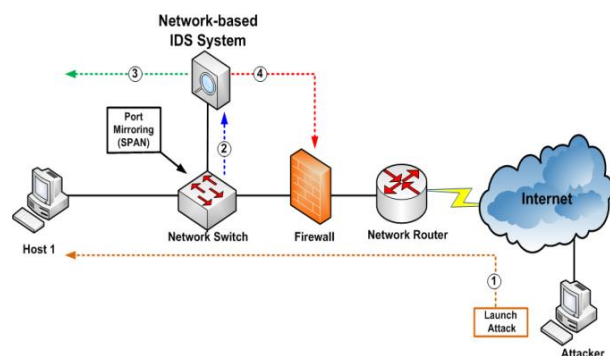 Network-based
IDS System
3
4
Port
Mirroring
(SPAN)
2
Internet
Host 1
Network Switch
Firewall
Network Router
1
Launch
Attack
Attacker